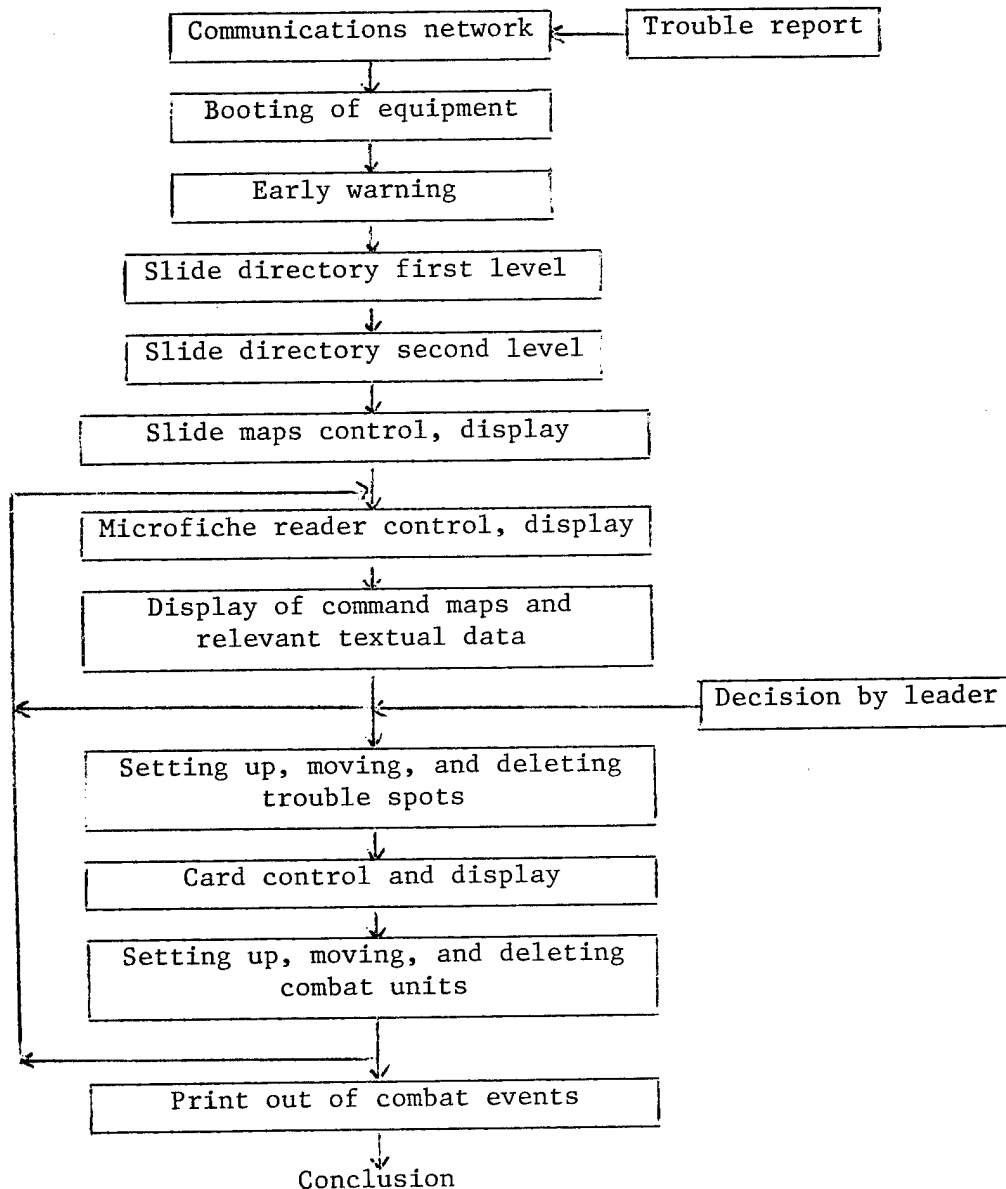 Communications network
Trouble report
Booting of equipment
Early warning
Slide directory first level
Slide directory second level
Slide maps control, display
Microfiche reader control, display
Display of command maps and
relevant textual data
Decision by leader
Setting up, moving, and deleting
trouble spots
Card control and display
Setting up, moving, and deleting
combat units
Print out of combat events
Conclusion